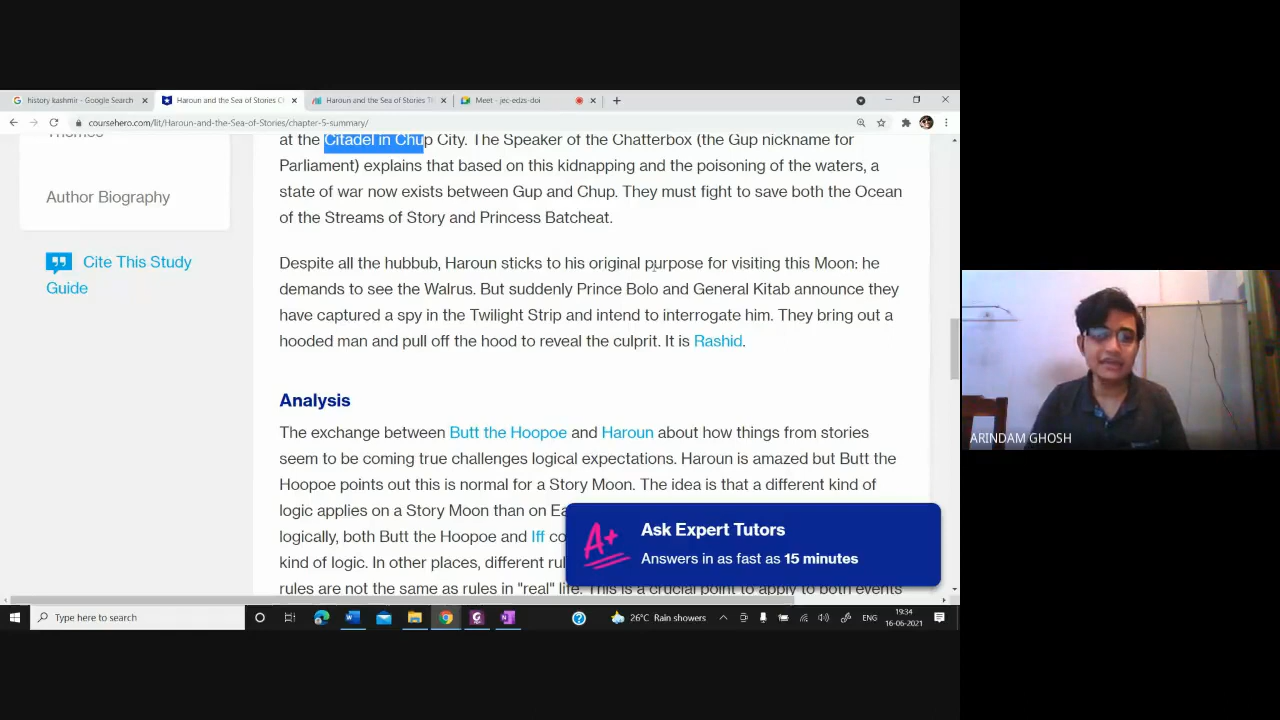 history kashmir - Google Search
Haroun and the Sea of Stories C
Haroun and the Sea of Stories T
Meet - jec-edzs-doi
coursehero.com/lit/Haroun-and-the-Sea-of-Stories/chapter-5-summary/
Themes
Author Biography
Cite This Study
Guide
at the Citadel in Chup City. The Speaker of the Chatterbox (the Gup nickname for
Parliament) explains that based on this kidnapping and the poisoning of the waters, a
state of war now exists between Gup and Chup. They must fight to save both the Ocean
of the Streams of Story and Princess Batcheat.
Despite all the hubbub, Haroun sticks to his original purpose for visiting this Moon: he
demands to see the Walrus. But suddenly Prince Bolo and General Kitab announce they
have captured a spy in the Twilight Strip and intend to interrogate him. They bring out a
hooded man and pull off the hood to reveal the culprit. It is Rashid.
Analysis
The exchange between Butt the Hoopoe and Haroun about how things from stories
seem to be coming true challenges logical expectations. Haroun is amazed but Butt the
Hoopoe points out this is normal for a Story Moon. The idea is that a different kind of
logic applies on a Story Moon than on Ea
logically, both Butt the Hoopoe and Iff co
kind of logic. In other places, different rul
rules are not the same as rules in "real" life. This is a crucial point to apply to both events
A+
Ask Expert Tutors
Answers in as fast as 15 minutes
ARINDAM GHOSH
Type here to search
26°C Rain showers
ENG
19:34
16-06-2021